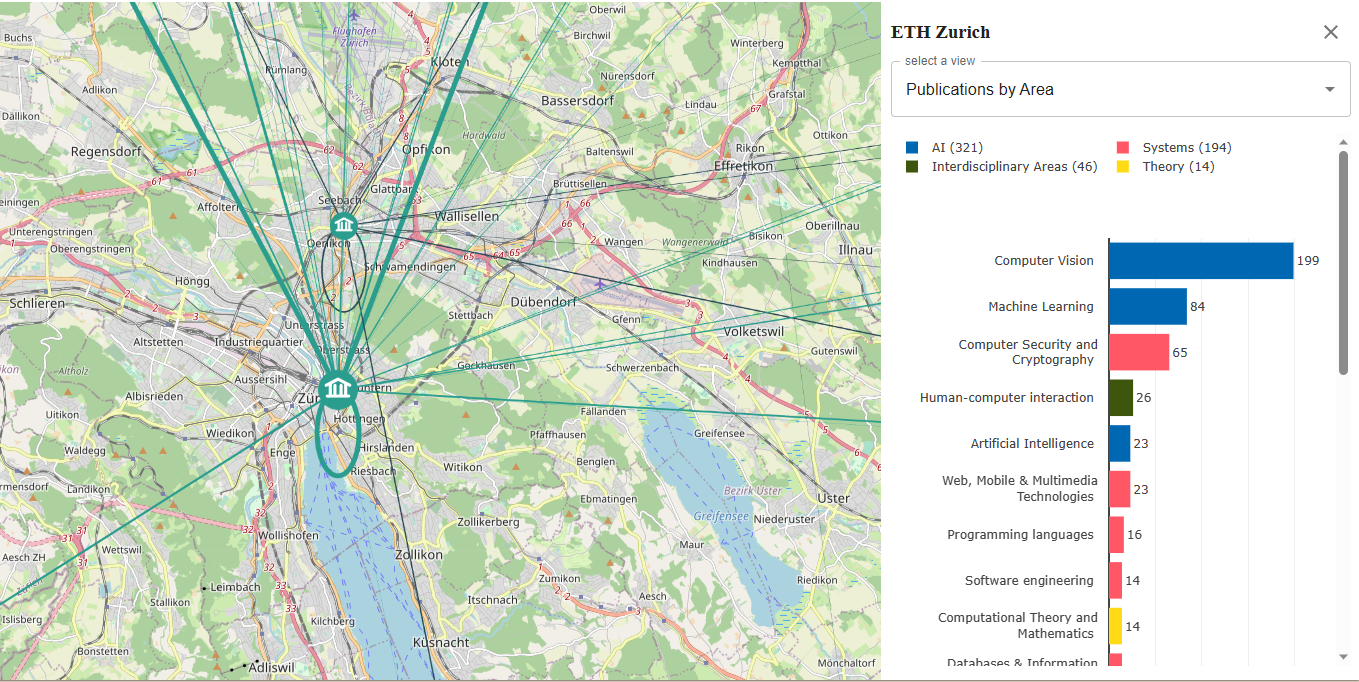 Buchs
Adlikon
Dällikon
Regensdorf
Rümlang
Flughafen
Zürich
Kloten
Oberwil
Birchwil
Nürensdorf
Bassersdorf
Winterberg
Kemptthal
Grafstal
Lindau
Ottikon
Hardwald
Opfikon
Baltenswil
Rikon
Effretikon
Brüttisellen
Glattpark
Seebach
Affoltern
Wallisellen
Oerlikon
Unterengstringen
Oberengstringen
Schwamendingen
Wangen
Wangenerwald
Bisikon
Oberillnau
Illnau
Kindhausen
Höngg
Schlieren
Dübendorf
Stettbach
Gfenn
Volketswil
Gutenswil
Unterstrass
Industriequartier
Oberstrass
Altstetten
Gockhausen
Schwerzenbach
Altholz
Aussersihl
Albisrieden
Uitikon
Fällanden
Hottingen
Wiedikon
Waldegg
Enge
Hirslanden
Riesbach
Witikon
Pfaffhausen
Benglen
Greifensee
Landikon
Ebmatingen
Bezirk Uster
Uster
Greifensee
Niederuster
Zollikerberg
Wollishofen
Maur
Wettswil
Aesch ZH
Zollikon
Zumikon
Riedikon
Leimbach
Stallikon
Itschnach
Aesch
Islisberg
Kilchberg
Bonstetten
Küsnacht
Adliswil
Mönchaltorf
ETH Zurich
select a view
Publications by Area
AI (321)
Systems (194)
Interdisciplinary Areas (46)
Theory (14)
Computer Vision 199
Machine Learning 84
Computer Security and
Cryptography 65
Human-computer interaction 26
Artificial Intelligence 23
Web, Mobile & Multimedia
Technologies 23
Programming languages 16
Software engineering 14
Computational Theory and
Mathematics 14
Databases & Information